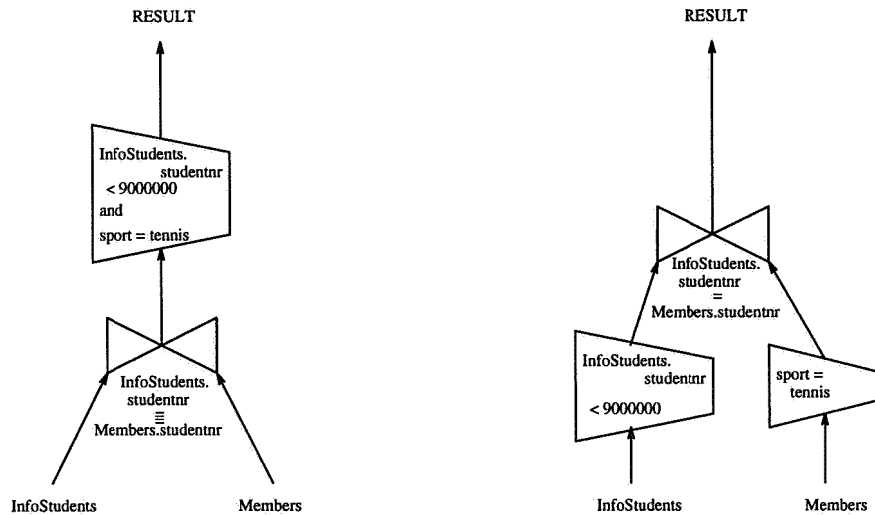 RESULT
InfoStudents.
studentnr
< 9000000
and
sport = tennis
InfoStudents.
studentnr
≡
Members.studentnr
InfoStudents
Members
RESULT
InfoStudents.
studentnr
=
Members.studentnr
InfoStudents.
studentnr
< 9000000
sport =
tennis
InfoStudents
Members